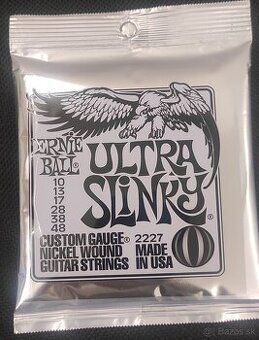 ERNIE BALL®
ULTRA
SLINKY®
10
13
17
28
38
48
CUSTOM GAUGE® 2227
NICKEL WOUND MADE
GUITAR STRINGS IN USA
bazos.sk